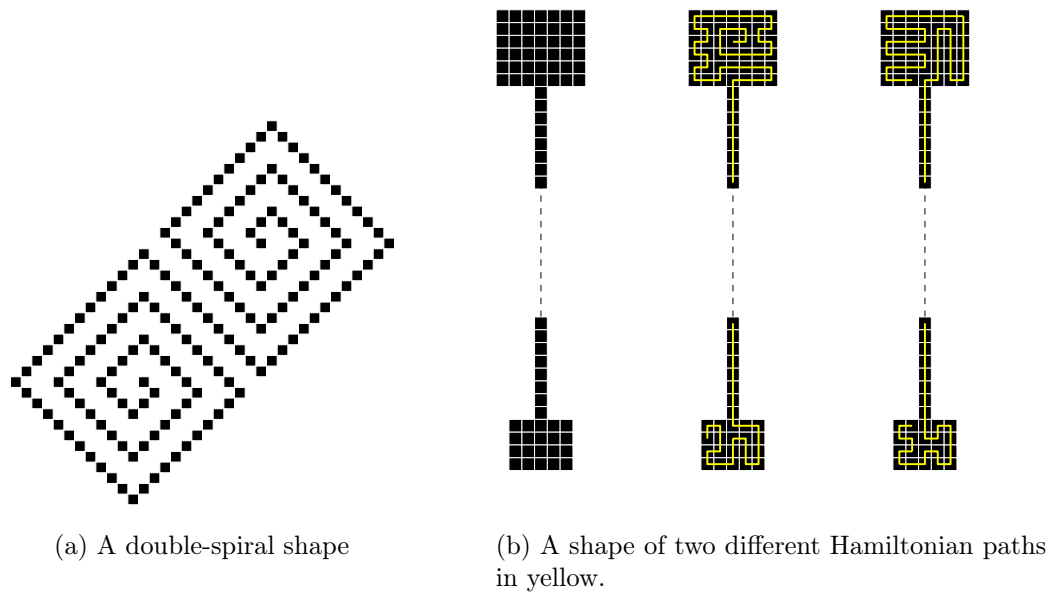 (a) A double-spiral shape
(b) A shape of two different Hamiltonian paths
in yellow.